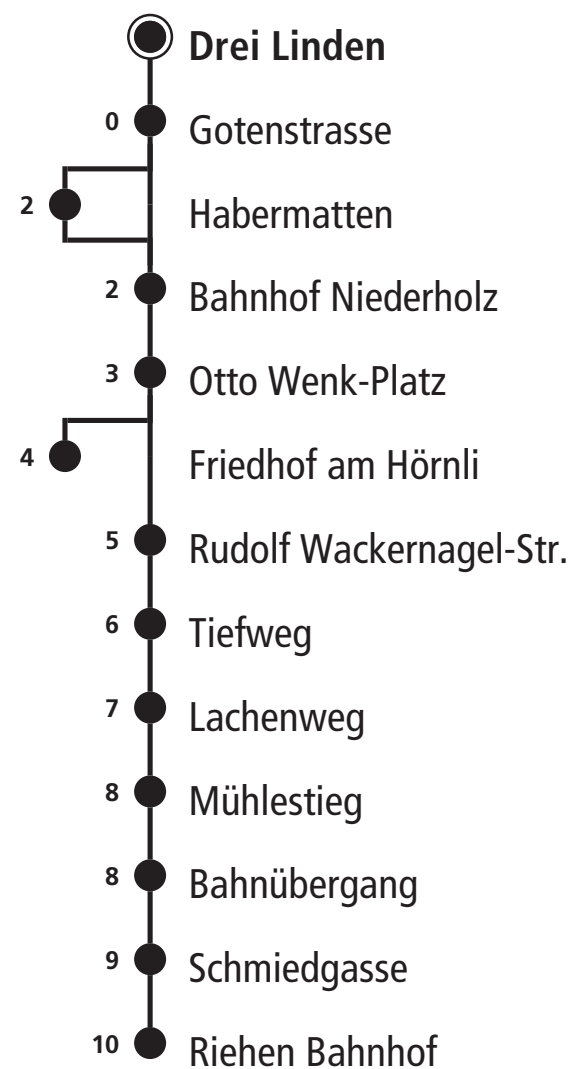 Drei Linden
0 Gotenstrasse
2 Habermatten
2 Bahnhof Niederholz
3 Otto Wenk-Platz
4 Friedhof am Hörnli
5 Rudolf Wackernagel-Str.
6 Tiefweg
7 Lachenweg
8 Mühlestieg
8 Bahnübergang
9 Schmiedgasse
10 Riehen Bahnhof